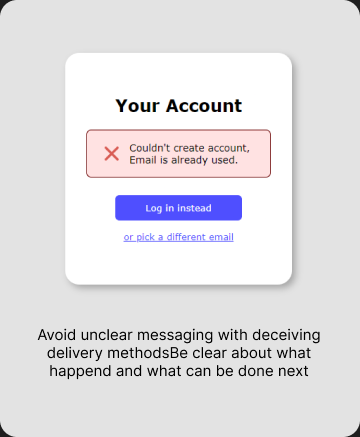 Your Account
Couldn't create account,
Email is already used.
Log in instead
or pick a different email
Avoid unclear messaging with deceiving
delivery methodsBe clear about what
happend and what can be done next